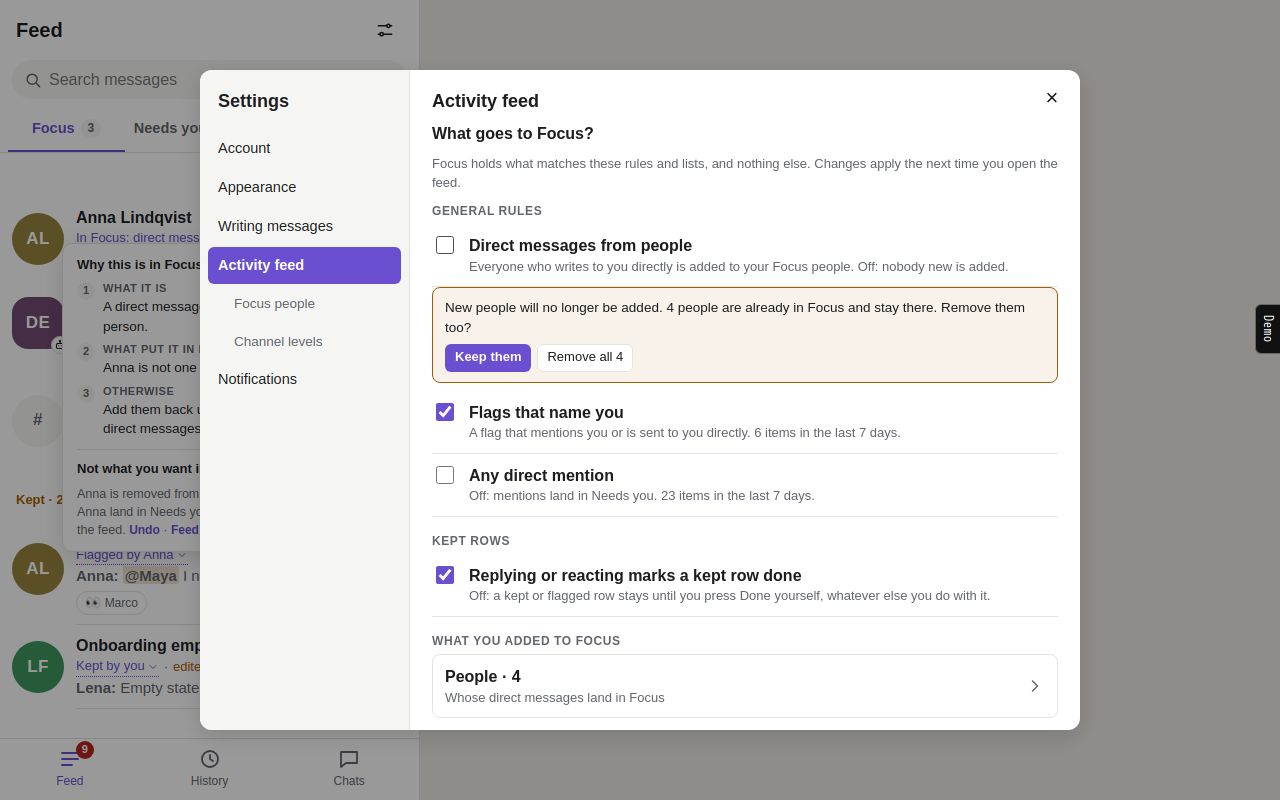 Feed
Search messages
Focus 3
Needs you
AL
Anna Lindqvist
In Focus: direct mess
Why this is in Focus
1 WHAT IT IS
A direct message
person.
2 WHAT PUT IT IN
Anna is not one
3 OTHERWISE
Add them back
direct messages
Not what you want i
Anna is removed from
Anna land in Needs yo
the feed. Undo · Feed
DE
#
Kept · 2
AL
Flagged by Anna
Anna: @Maya I n
👀 Marco
LF
Onboarding emp
Kept by you · edite
Lena: Empty state
9
Feed
History
Chats
Settings
Account
Appearance
Writing messages
Activity feed
Focus people
Channel levels
Notifications
Activity feed
×
What goes to Focus?
Focus holds what matches these rules and lists, and nothing else. Changes apply the next time you open the
feed.
GENERAL RULES
Direct messages from people
Everyone who writes to you directly is added to your Focus people. Off: nobody new is added.
New people will no longer be added. 4 people are already in Focus and stay there. Remove them
too?
Keep them
Remove all 4
Flags that name you
A flag that mentions you or is sent to you directly. 6 items in the last 7 days.
Any direct mention
Off: mentions land in Needs you. 23 items in the last 7 days.
KEPT ROWS
Replying or reacting marks a kept row done
Off: a kept or flagged row stays until you press Done yourself, whatever else you do with it.
WHAT YOU ADDED TO FOCUS
People · 4
Whose direct messages land in Focus
Demo